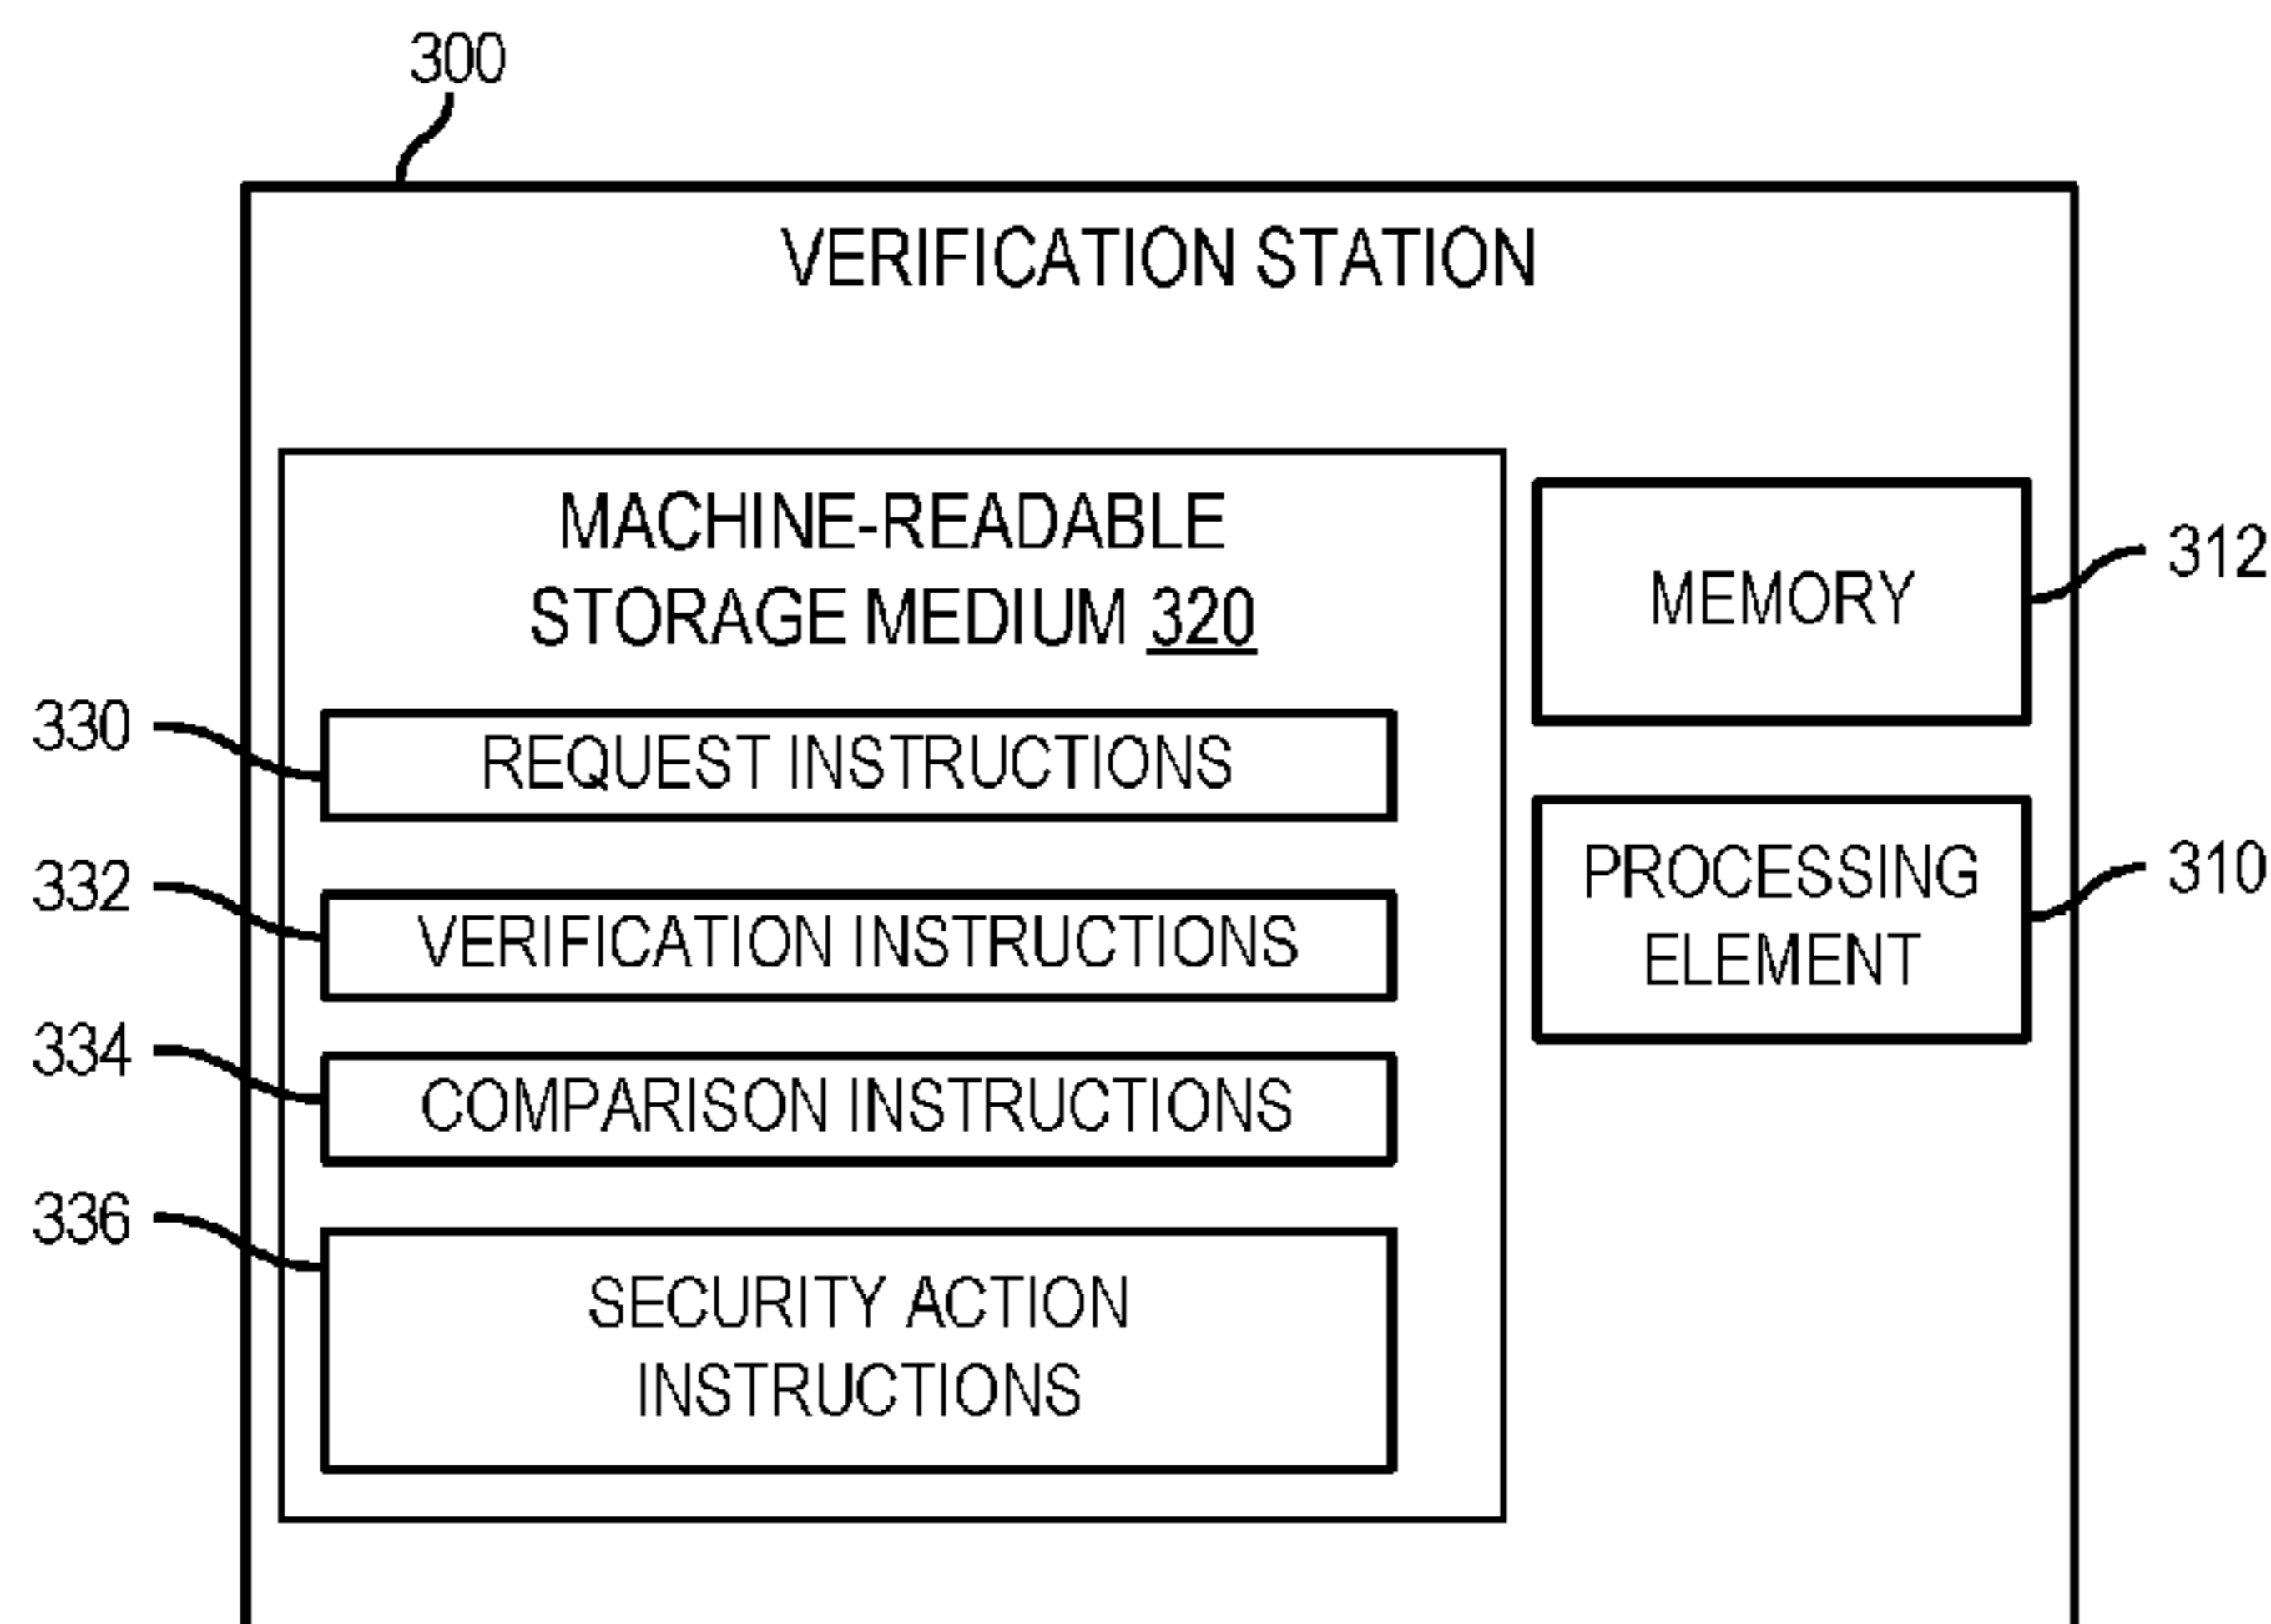 300
VERIFICATION STATION
MACHINE-READABLE
STORAGE MEDIUM 320
MEMORY
312
330
REQUEST INSTRUCTIONS
PROCESSING
ELEMENT
310
332
VERIFICATION INSTRUCTIONS
334
COMPARISON INSTRUCTIONS
336
SECURITY ACTION
INSTRUCTIONS